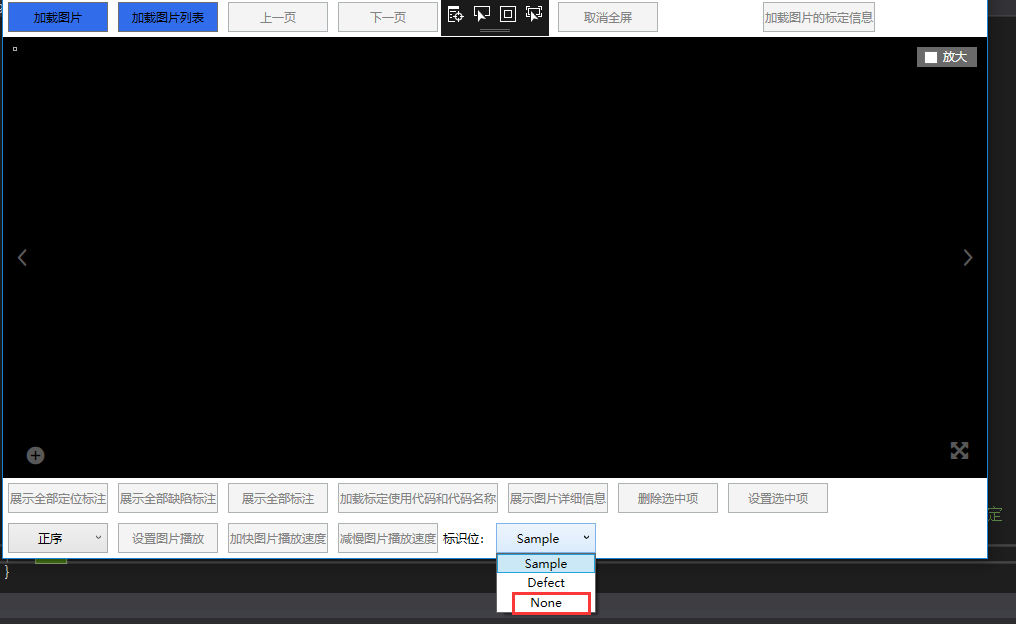 加载图片 加载图片列表 上一页 下一页 取消全屏 加载图片的标定信息
放大
展示全部定位标注 展示全部缺陷标注 展示全部标注 加载标定使用代码和代码名称 展示图片详细信息 删除选中项 设置选中项
定
正序 设置图片播放 加快图片播放速度 减慢图片播放速度 标识位: Sample
Sample
}
Defect
None